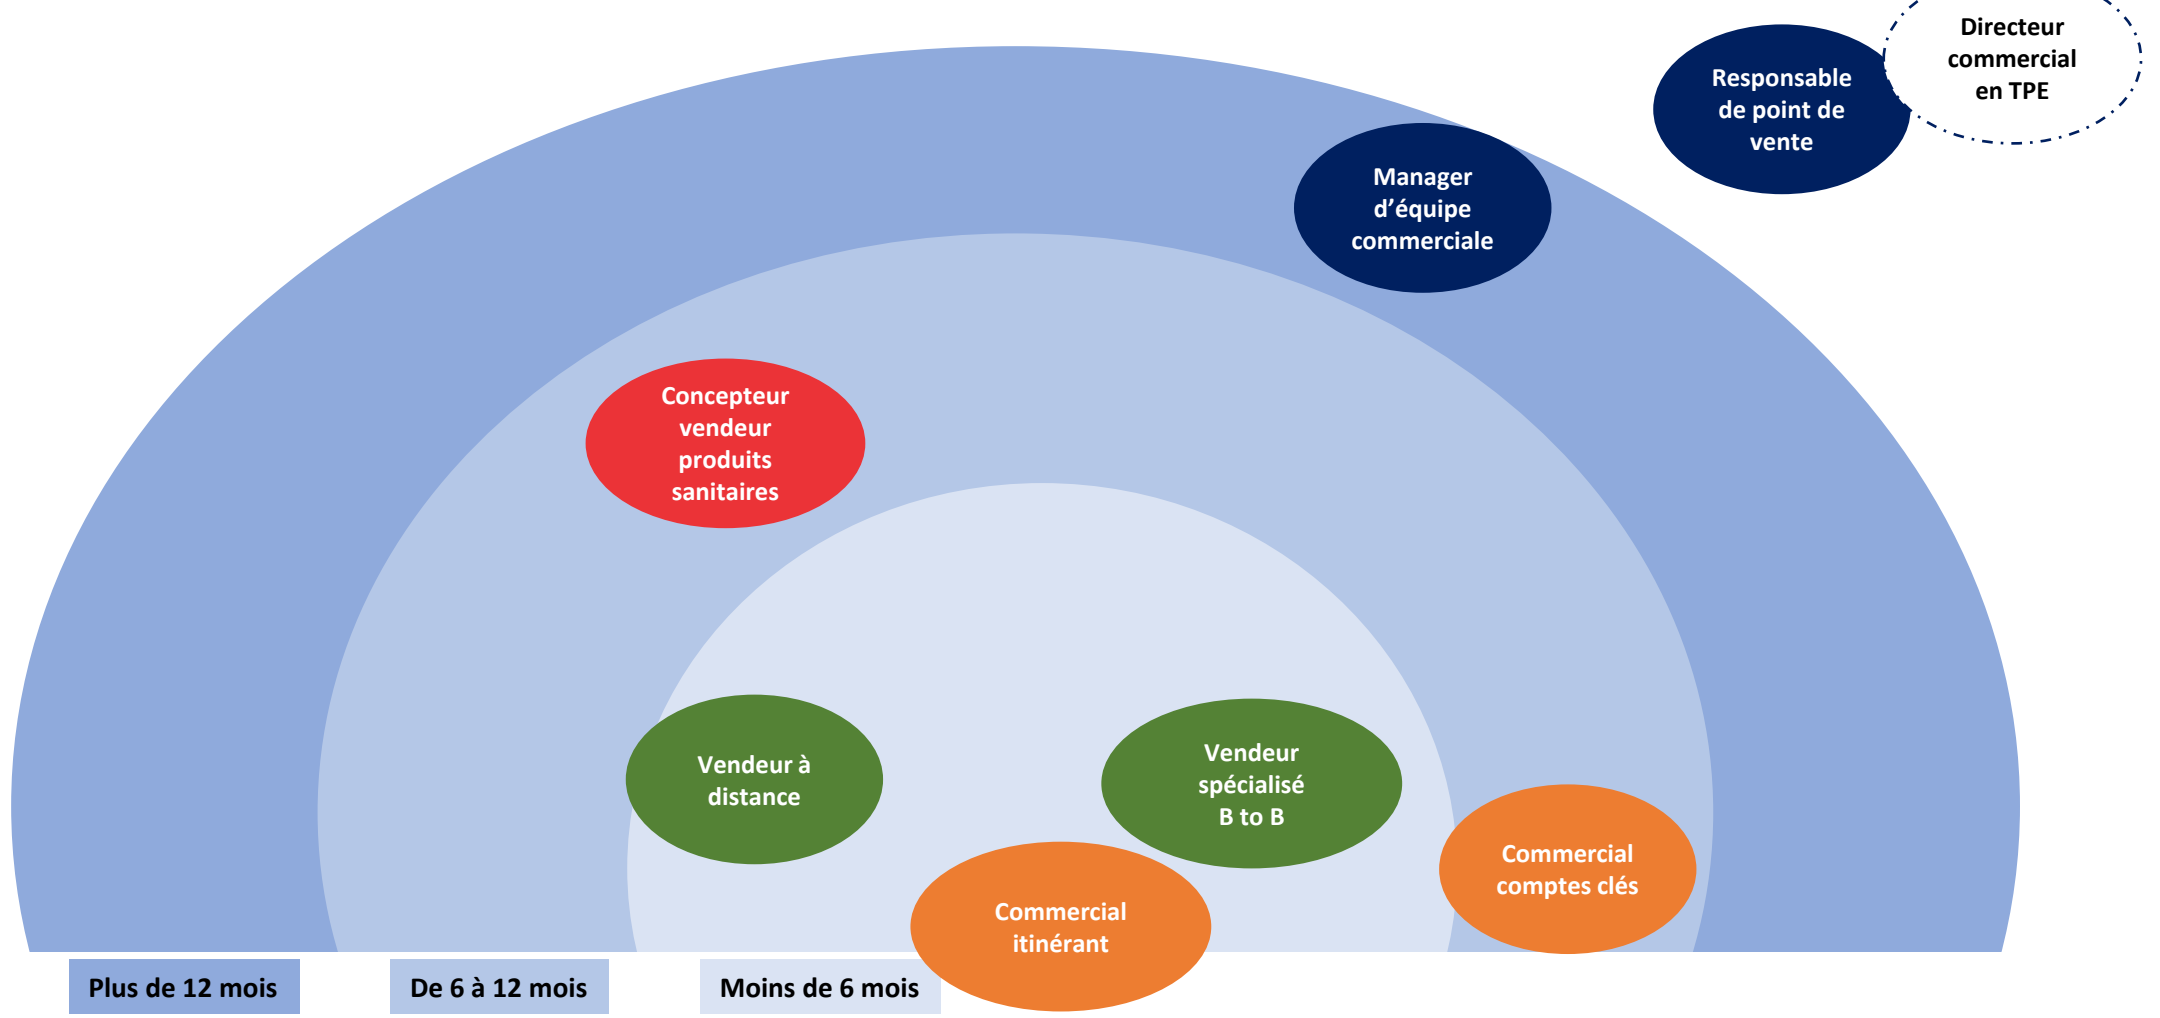 Directeur
commercial
en TPE
Responsable
de point de
vente
Manager
d’équipe
commerciale
Concepteur
vendeur
produits
sanitaires
Vendeur à
distance
Vendeur
spécialisé
B to B
Commercial
comptes clés
Commercial
itinérant
Plus de 12 mois
De 6 à 12 mois
Moins de 6 mois